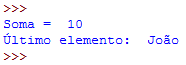 >>>
Soma =  10
Último elemento:  João
>>>